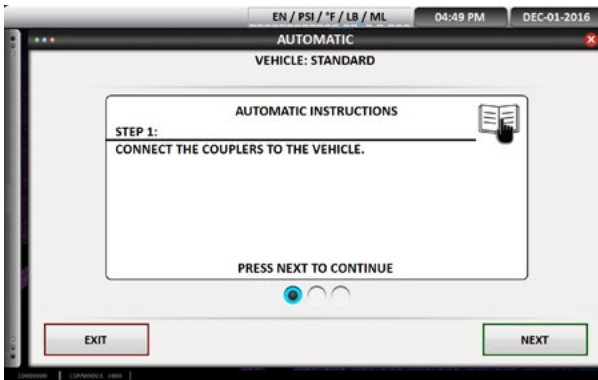 EN / PSI / °F / LB / ML 04:49 PM DEC-01-2016
AUTOMATIC
VEHICLE: STANDARD
AUTOMATIC INSTRUCTIONS
STEP 1:
CONNECT THE COUPLERS TO THE VEHICLE.
PRESS NEXT TO CONTINUE
EXIT NEXT